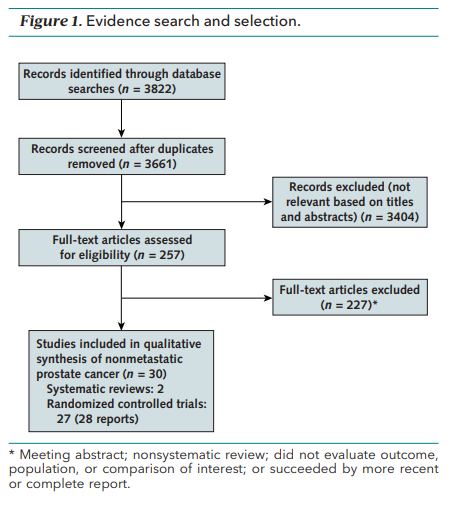 Figure 1. Evidence search and selection.
Records identified through database
searches (n = 3822)
Records screened after duplicates
removed (n = 3661)
Records excluded (not
relevant based on titles
and abstracts) (n = 3404)
Full-text articles assessed
for eligibility (n = 257)
Full-text articles excluded
(n = 227)*
Studies included in qualitative
synthesis of nonmetastatic
prostate cancer (n = 30)
Systematic reviews: 2
Randomized controlled trials:
27 (28 reports)
* Meeting abstract; nonsystematic review; did not evaluate outcome,
population, or comparison of interest; or succeeded by more recent
or complete report.